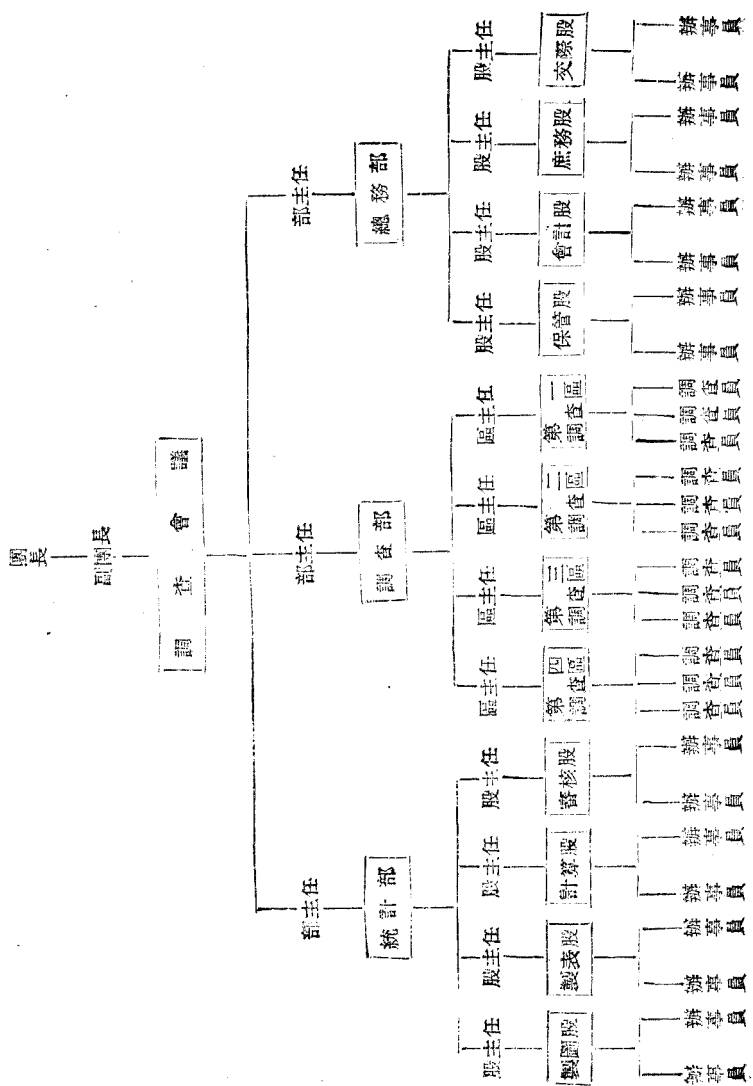 團長
副團長
調查會議
部主任
總務部
股主任
交際股
辦事員
辦事員
股主任
庶務股
辦事員
辦事員
股主任
會計股
辦事員
辦事員
股主任
保管股
辦事員
辦事員
部主任
調查部
區主任
第一調查區
調查員
調查員
調查員
區主任
第二調查區
調查員
調查員
調查員
區主任
第三調查區
調查員
調查員
調查員
區主任
第四調查區
調查員
調查員
調查員
部主任
統計部
股主任
審核股
辦事員
辦事員
股主任
計算股
辦事員
辦事員
股主任
製表股
辦事員
辦事員
股主任
製圖股
辦事員
辦事員